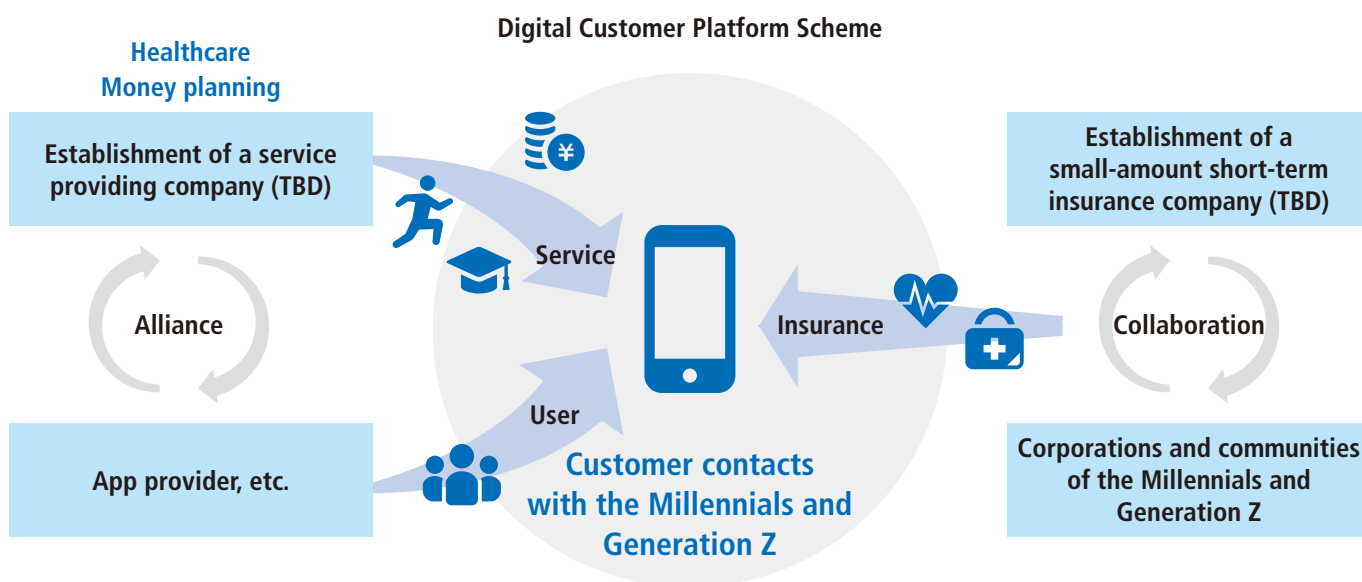 Digital Customer Platform Scheme
Healthcare
Money planning
Establishment of a service
providing company (TBD)
Alliance
App provider, etc.
¥
Service
User
Insurance
Customer contacts
with the Millennials and
Generation Z
Establishment of a
small-amount short-term
insurance company (TBD)
Collaboration
Corporations and communities
of the Millennials and
Generation Z